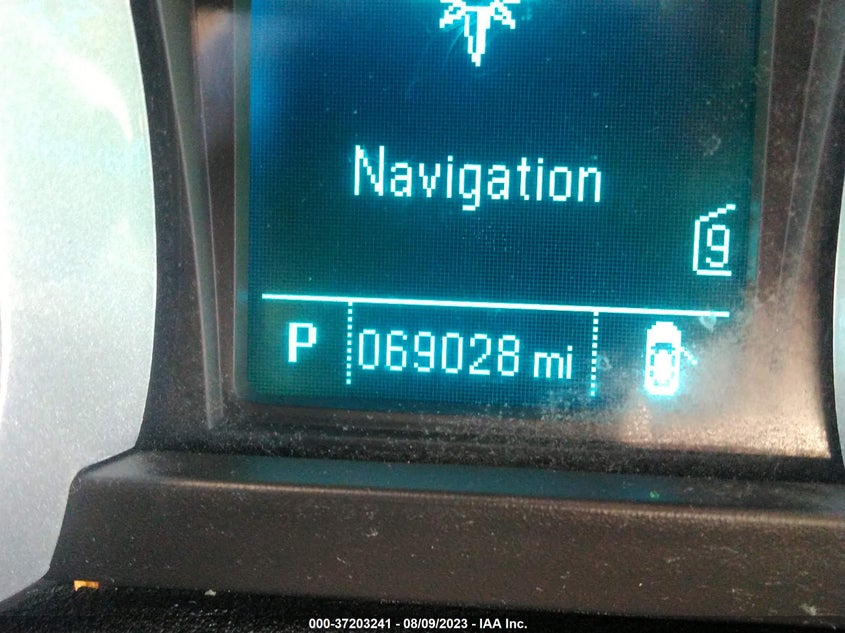 Navigation
9
P 069028 mi
000-37203241 - 08/09/2023 - IAA Inc.